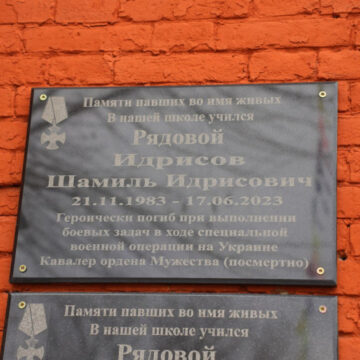 Памяти павших во имя живых
В нашей школе учился
Рядовой
Идрисов
Шамиль Идрисович
21.11.1983 - 17.06.2023
Героически погиб при выполнении
боевых задач в ходе специальной
военной операции на Украине
Кавалер ордена Мужества (посмертно)
Памяти павших во имя живых
В нашей школе учился
Рядовой